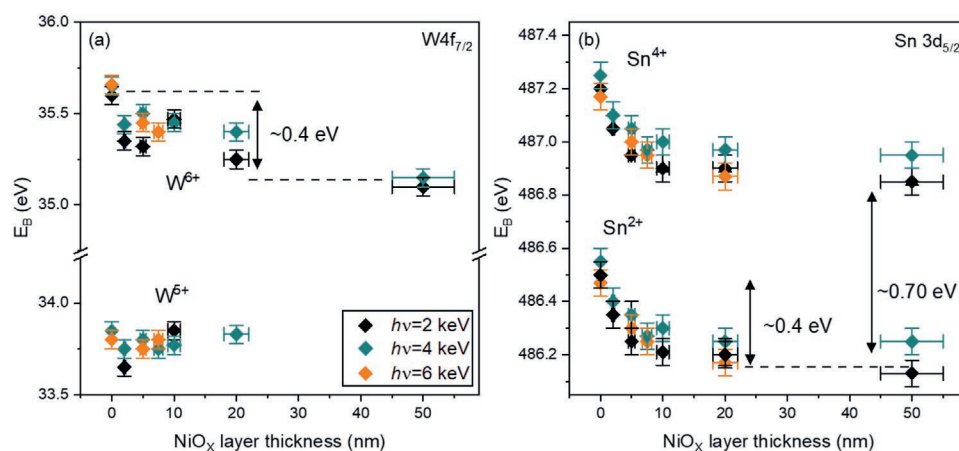 (a)
W4f7/2
36.0
35.5
35.0
34.0
33.5
E_B (eV)
~0.4 eV
W6+
W5+
hν=2 keV
hν=4 keV
hν=6 keV
0
10
20
30
40
50
NiOX layer thickness (nm)
(b)
Sn 3d5/2
487.4
487.2
487.0
486.8
486.6
486.4
486.2
E_B (eV)
Sn4+
Sn2+
~0.4 eV
~0.70 eV
0
10
20
30
40
50
NiOX layer thickness (nm)